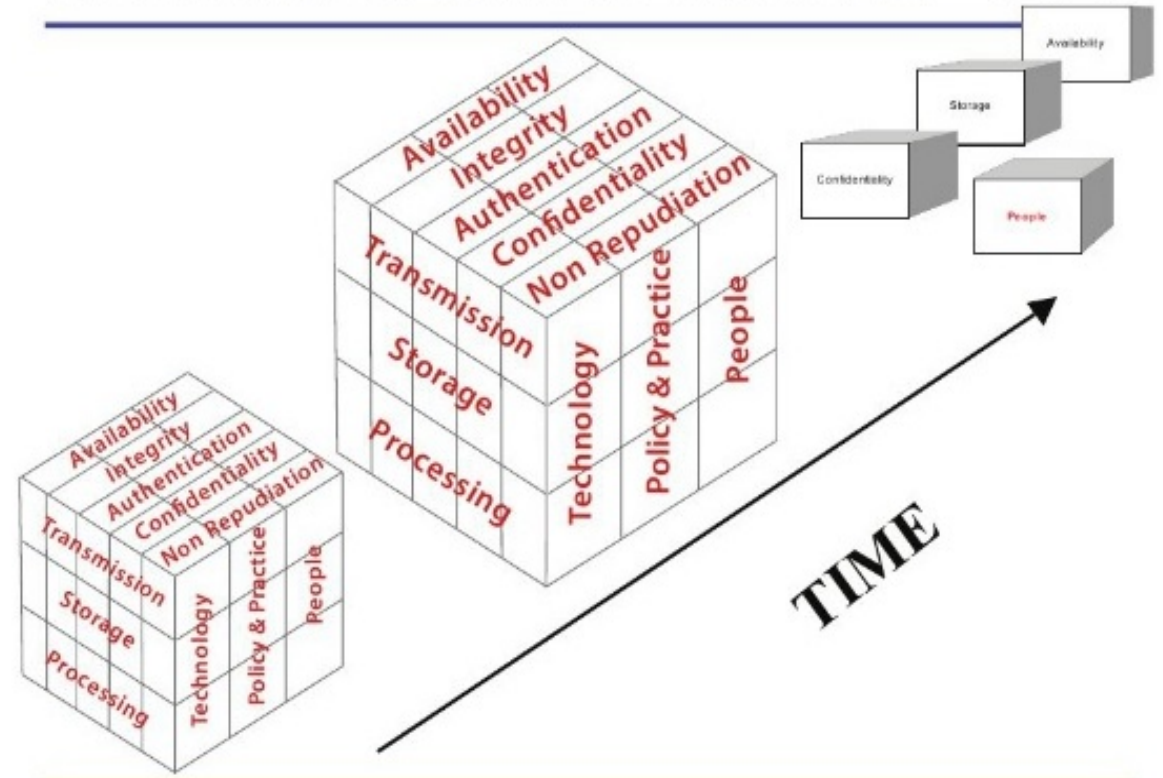 Availability
Storage
Confidentiality
People
Availability
Integrity
Authentication
Confidentiality
Non Repudiation
Transmission
Storage
Processing
Technology
Policy & Practice
People
Availability
Integrity
Authentication
Confidentiality
Non Repudiation
Transmission
Storage
Processing
Technology
Policy & Practice
People
TIME